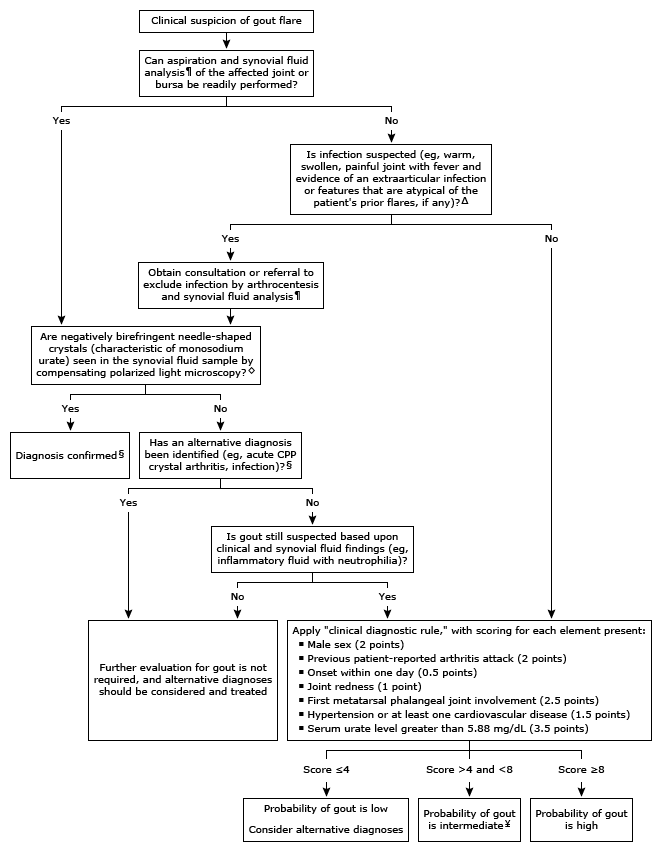 Clinical suspicion of gout flare
Can aspiration and synovial fluid
analysis¶ of the affected joint or
bursa be readily performed?
Yes
No
Is infection suspected (eg, warm,
swollen, painful joint with fever and
evidence of an extraarticular infection
or features that are atypical of the
patient's prior flares, if any)?Δ
Yes
No
Obtain consultation or referral to
exclude infection by arthrocentesis
and synovial fluid analysis¶
Are negatively birefringent needle-shaped
crystals (characteristic of monosodium
urate) seen in the synovial fluid sample by
compensating polarized light microscopy?◇
Yes
No
Diagnosis confirmed§
Has an alternative diagnosis
been identified (eg, acute CPP
crystal arthritis, infection)?§
Yes
No
Is gout still suspected based upon
clinical and synovial fluid findings (eg,
inflammatory fluid with neutrophilia)?
No
Yes
Further evaluation for gout is not
required, and alternative diagnoses
should be considered and treated
Apply "clinical diagnostic rule," with scoring for each element present:
▪ Male sex (2 points)
▪ Previous patient-reported arthritis attack (2 points)
▪ Onset within one day (0.5 points)
▪ Joint redness (1 point)
▪ First metatarsal phalangeal joint involvement (2.5 points)
▪ Hypertension or at least one cardiovascular disease (1.5 points)
▪ Serum urate level greater than 5.88 mg/dL (3.5 points)
Score ≤4
Score >4 and <8
Score ≥8
Probability of gout is low
Consider alternative diagnoses
Probability of gout
is intermediate¥
Probability of gout
is high